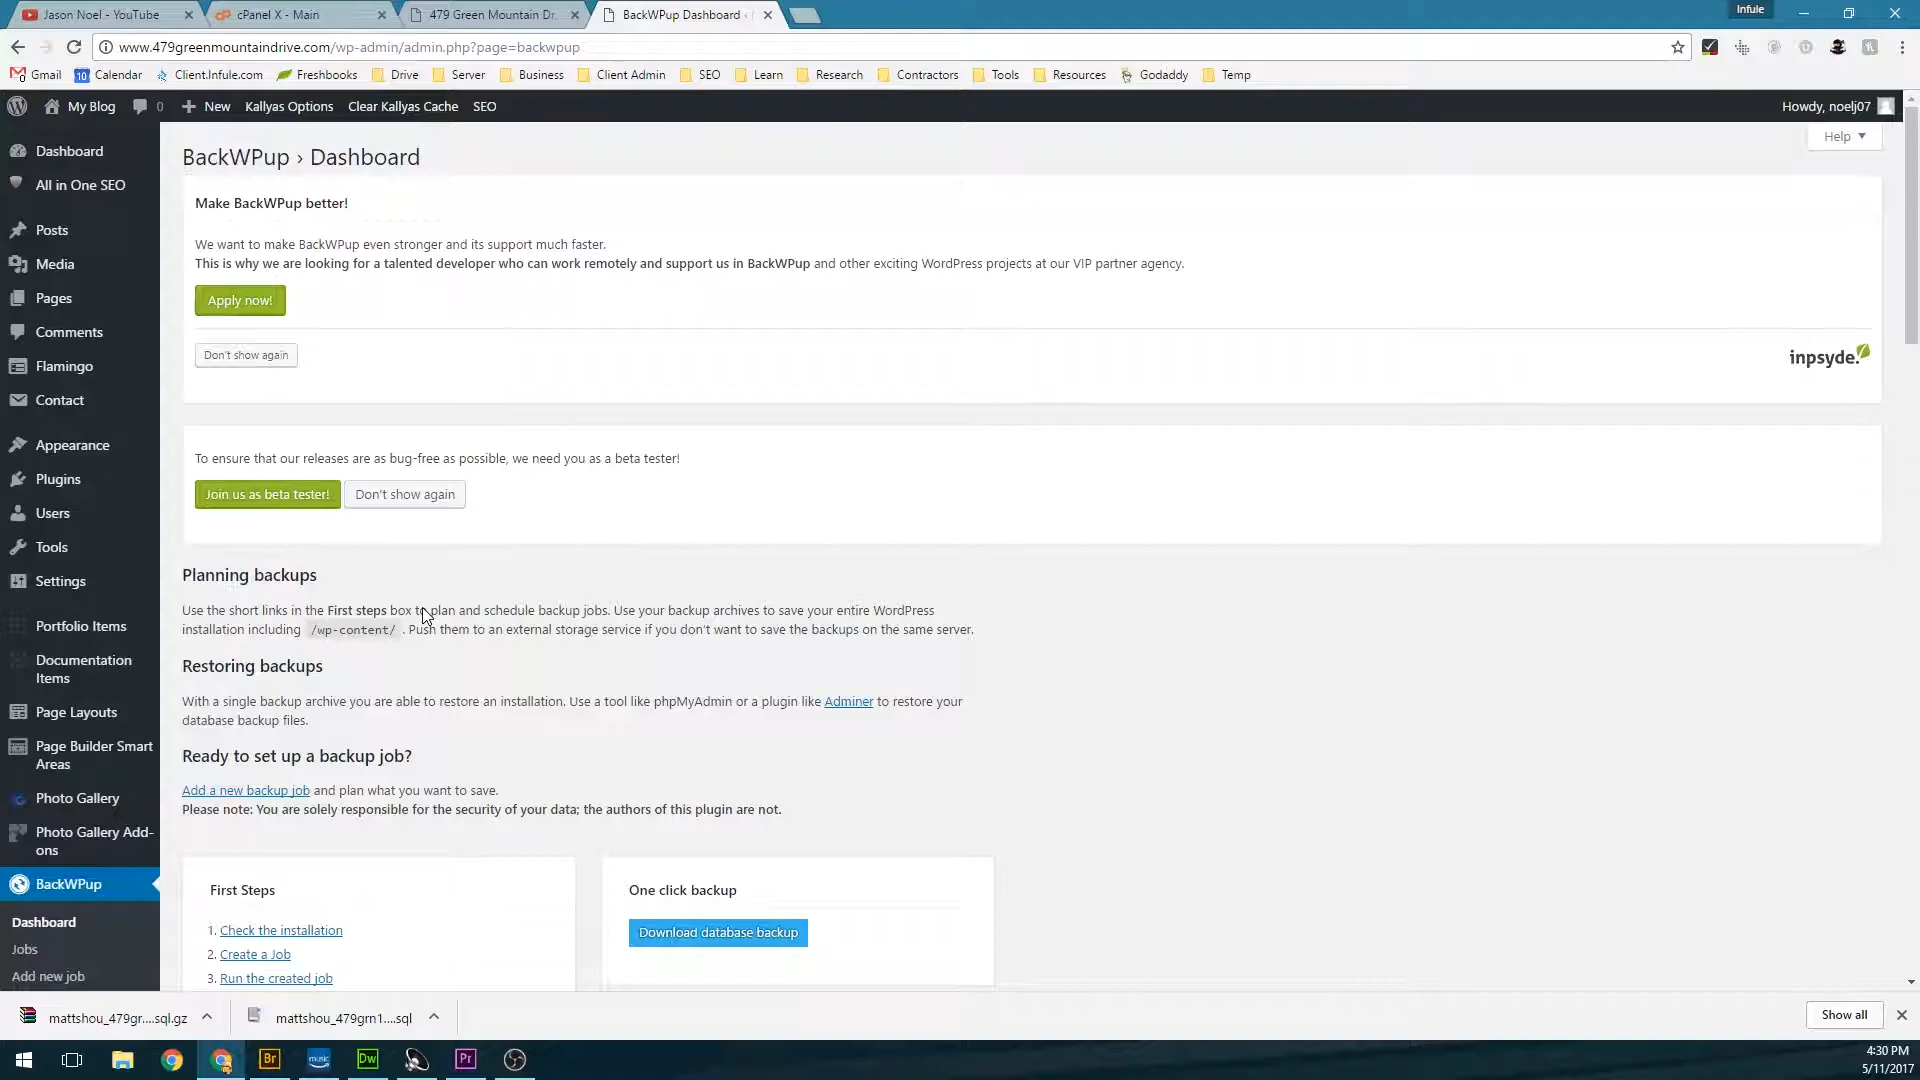 Jason Noel - YouTube
cPanel X - Main
479 Green Mountain Dr.
BackWPup Dashboard ‹
Infule
www.479greenmountaindrive.com/wp-admin/admin.php?page=backwpup
Gmail
10 Calendar
Client.Infule.com
Freshbooks
Drive
Server
Business
Client Admin
SEO
Learn
Research
Contractors
Tools
Resources
Godaddy
Temp
My Blog
0
New
Kallyas Options
Clear Kallyas Cache
SEO
Howdy, noelj07
Help
Dashboard
All in One SEO
Posts
Media
Pages
Comments
Flamingo
Contact
Appearance
Plugins
Users
Tools
Settings
Portfolio Items
Documentation
Items
Page Layouts
Page Builder Smart
Areas
Photo Gallery
Photo Gallery Add-
ons
BackWPup
Dashboard
Jobs
Add new job
BackWPup › Dashboard
Make BackWPup better!
We want to make BackWPup even stronger and its support much faster.
This is why we are looking for a talented developer who can work remotely and support us in BackWPup and other exciting WordPress projects at our VIP partner agency.
Apply now!
Don't show again
inpsyde.
To ensure that our releases are as bug-free as possible, we need you as a beta tester!
Join us as beta tester!
Don't show again
Planning backups
Use the short links in the First steps box to plan and schedule backup jobs. Use your backup archives to save your entire WordPress
installation including /wp-content/ . Push them to an external storage service if you don't want to save the backups on the same server.
Restoring backups
With a single backup archive you are able to restore an installation. Use a tool like phpMyAdmin or a plugin like Adminer to restore your
database backup files.
Ready to set up a backup job?
Add a new backup job and plan what you want to save.
Please note: You are solely responsible for the security of your data; the authors of this plugin are not.
First Steps
1. Check the installation
2. Create a Job
3. Run the created job
One click backup
Download database backup
mattshou_479gr....sql.gz
mattshou_479grn1....sql
Show all
Br
music
Dw
Pr
4:30 PM
5/11/2017